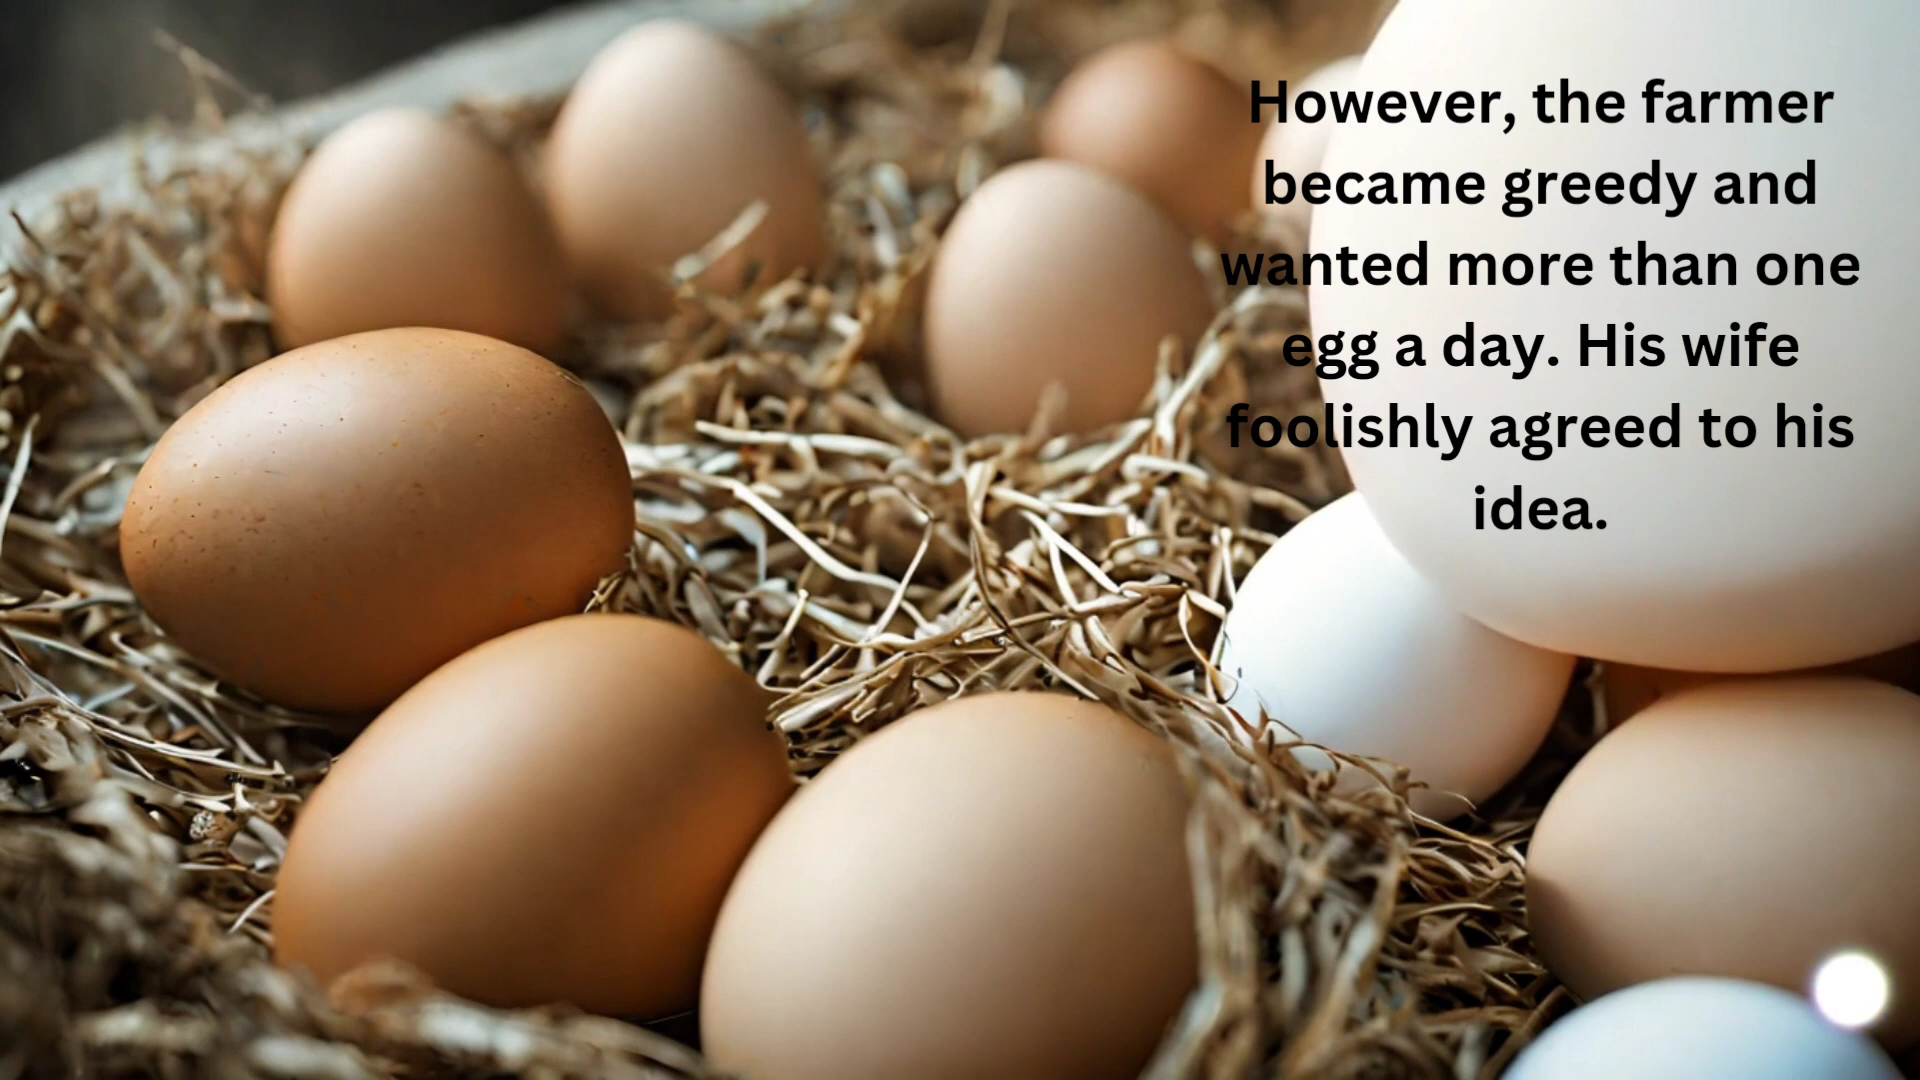 However, the farmer
became greedy and
wanted more than one
egg a day. His wife
foolishly agreed to his
idea.